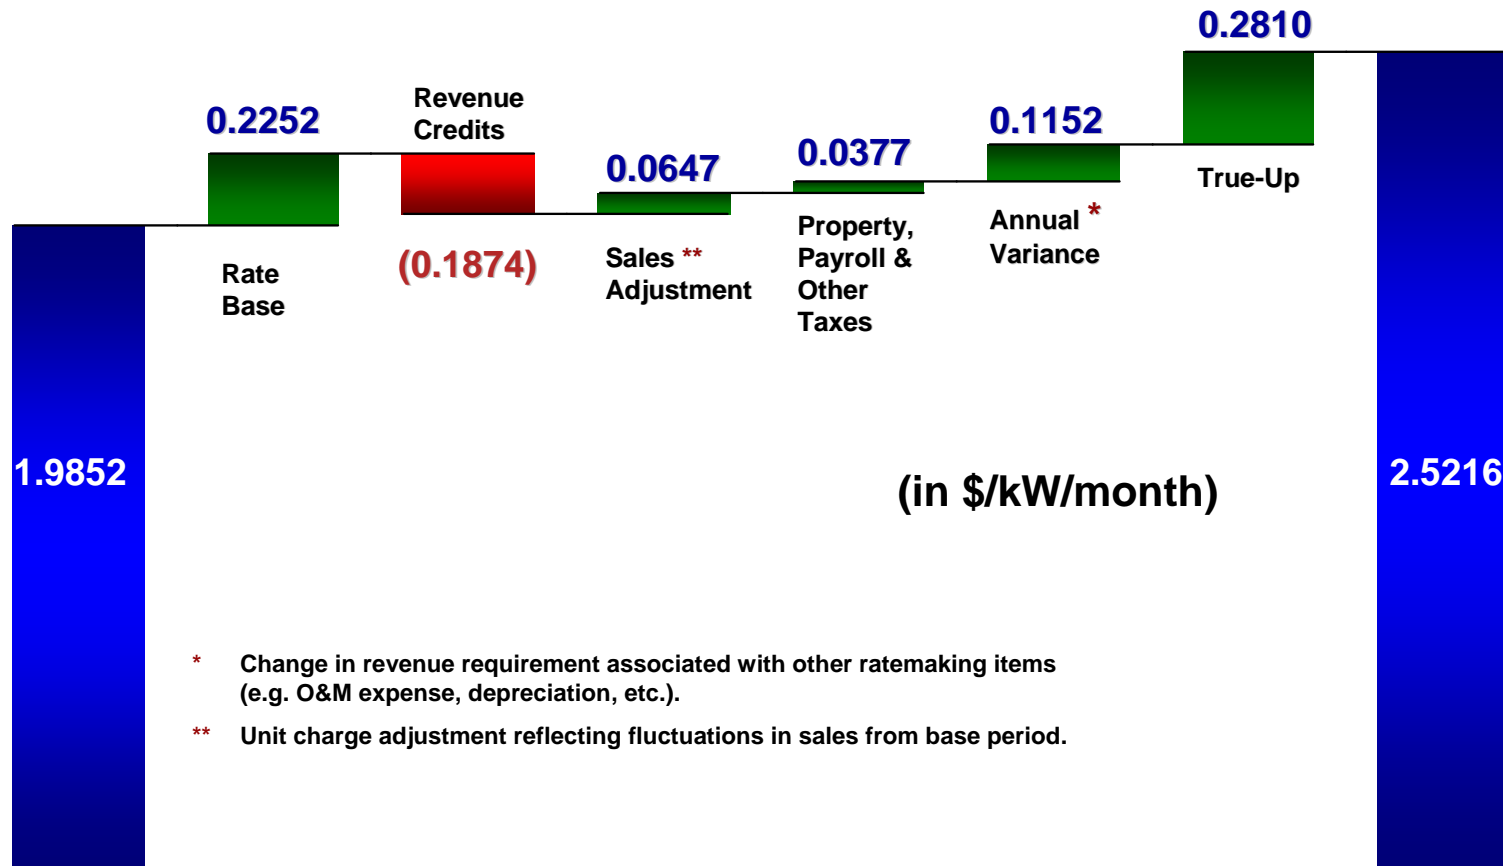 0.2810
0.2252
Revenue
Credits
0.0647
0.0377
0.1152
True-Up
Rate
Base
(0.1874)
Sales **
Adjustment
Property,
Payroll &
Other
Taxes
Annual *
Variance
1.9852
(in $/kW/month)
2.5216
* Change in revenue requirement associated with other ratemaking items
(e.g. O&M expense, depreciation, etc.).
** Unit charge adjustment reflecting fluctuations in sales from base period.